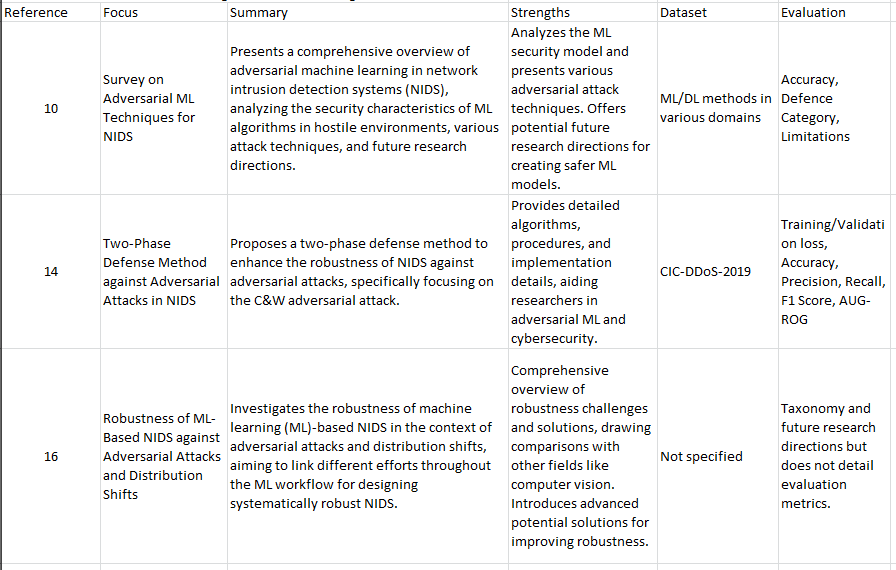 Reference Focus Summary Strengths Dataset Evaluation
10
Survey on
Adversarial ML
Techniques for
NIDS
Presents a comprehensive overview of
adversarial machine learning in network
intrusion detection systems (NIDS),
analyzing the security characteristics of ML
algorithms in hostile environments, various
attack techniques, and future research
directions.
Analyzes the ML
security model and
presents various
adversarial attack
techniques. Offers
potential future
research directions for
creating safer ML
models.
ML/DL methods in
various domains
Accuracy,
Defence
Category,
Limitations
14
Two-Phase
Defense Method
against Adversarial
Attacks in NIDS
Proposes a two-phase defense method to
enhance the robustness of NIDS against
adversarial attacks, specifically focusing on
the C&W adversarial attack.
Provides detailed
algorithms,
procedures, and
implementation
details, aiding
researchers in
adversarial ML and
cybersecurity.
CIC-DDoS-2019
Training/Validati
on loss,
Accuracy,
Precision, Recall,
F1 Score, AUG-
ROG
16
Robustness of ML-
Based NIDS against
Adversarial Attacks
and Distribution
Shifts
Investigates the robustness of machine
learning (ML)-based NIDS in the context of
adversarial attacks and distribution shifts,
aiming to link different efforts throughout
the ML workflow for designing
systematically robust NIDS.
Comprehensive
overview of
robustness challenges
and solutions, drawing
comparisons with
other fields like
computer vision.
Introduces advanced
potential solutions for
improving robustness.
Not specified
Taxonomy and
future research
directions but
does not detail
evaluation
metrics.